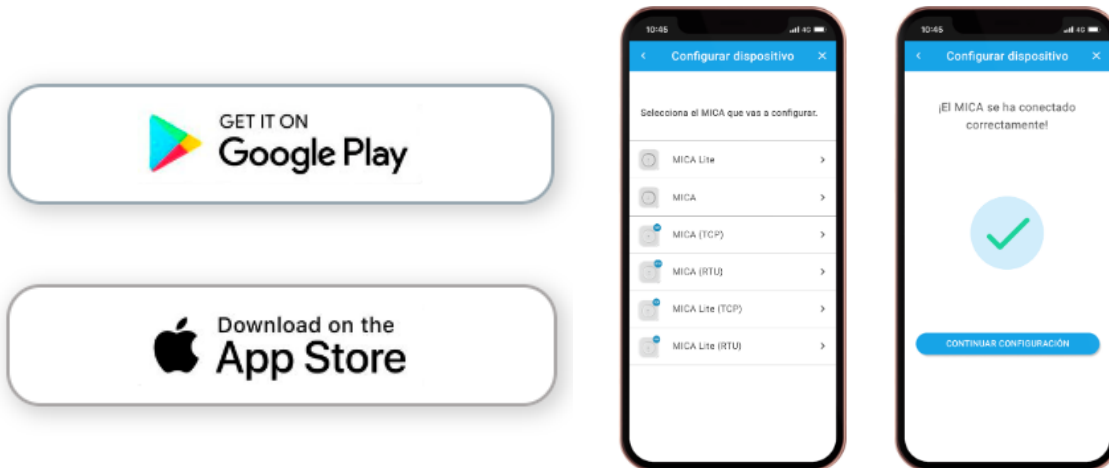 GET IT ON
Google Play
Download on the
App Store
10:45
4G
Configurar dispositivo
Selecciona el MICA que vas a configurar.
MICA Lite
MICA
MICA (TCP)
MICA (RTU)
MICA Lite (TCP)
MICA Lite (RTU)
10:45
4G
Configurar dispositivo
¡El MICA se ha conectado
correctamente!
CONTINUAR CONFIGURACIÓN